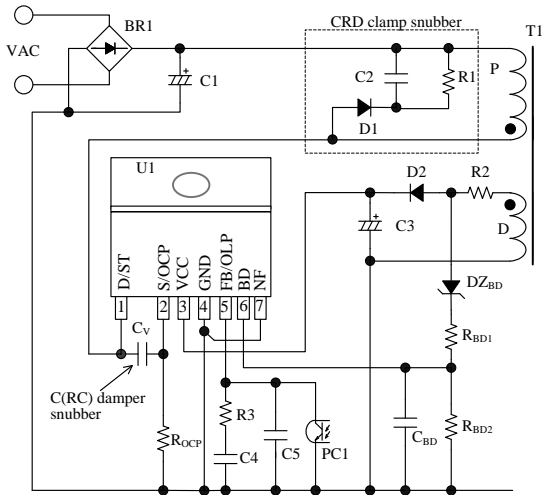 CRD clamp snubber
T1
BR1
VAC
C1
C2
R1
P
D1
U1
D2
R2
C3
D
D/ST
S/OCP
VCC
GND
FB/OLP
BD
NF
1
2
3
4
5
6
7
DZBD
CV
RBD1
C(RC) damper
snubber
R3
ROCP
C5
PC1
CBD
RBD2
C4